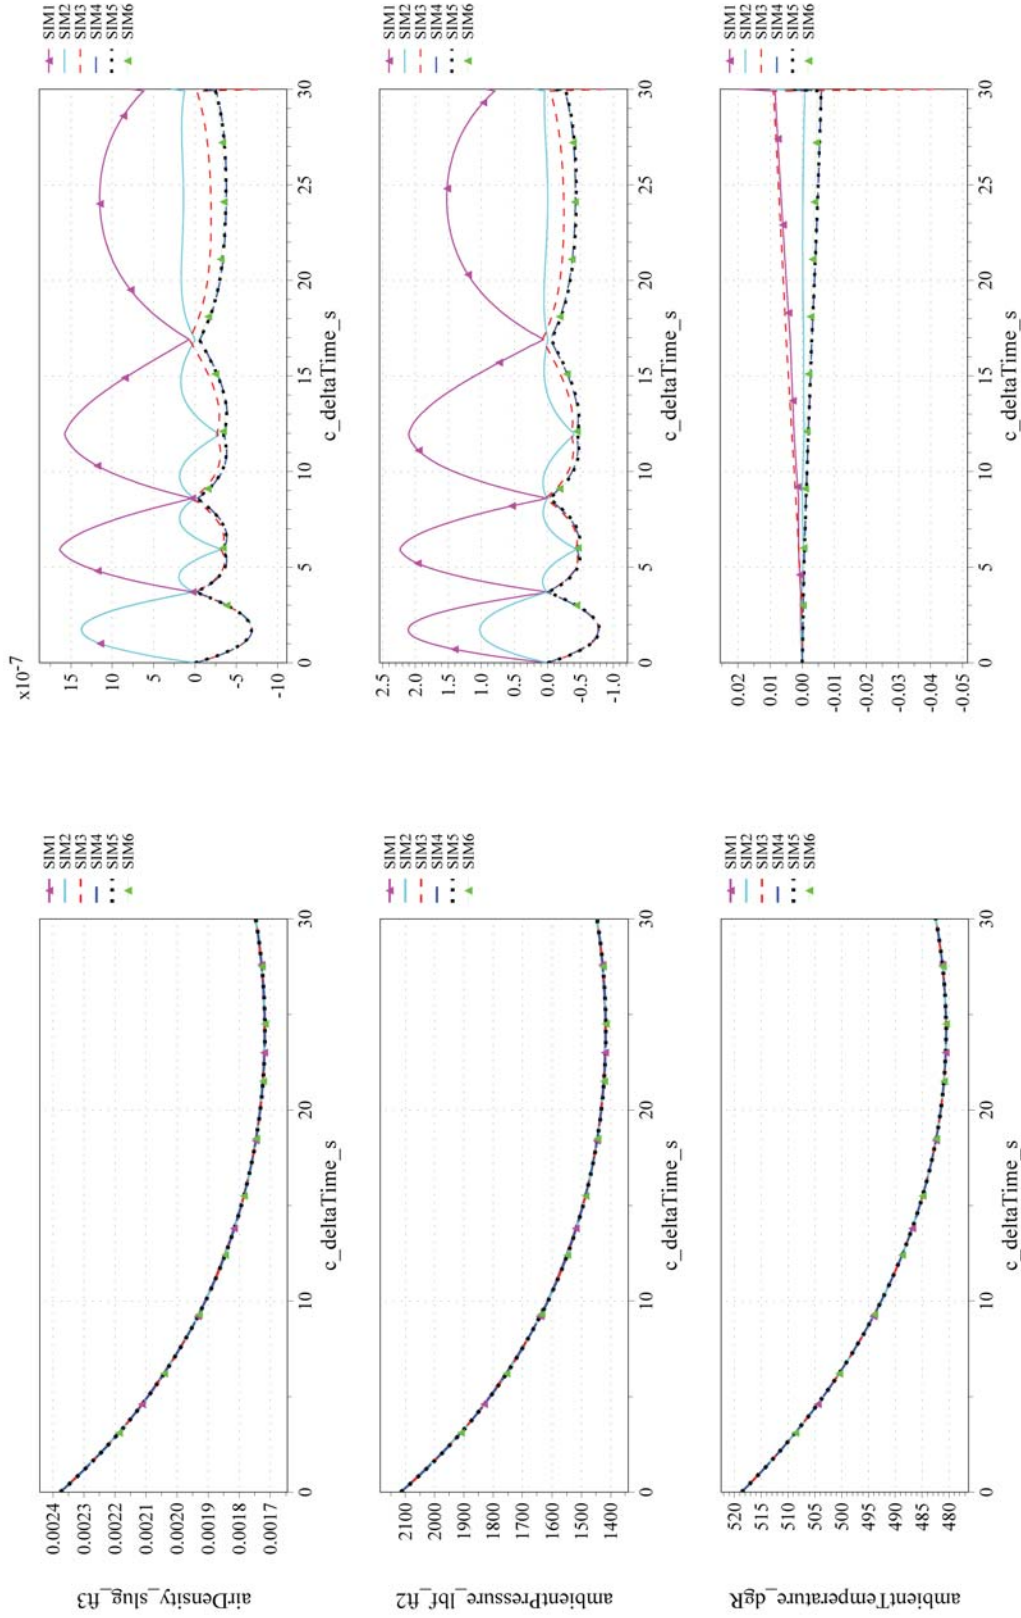 airDensity_slug_ft3
0.0024
0.0023
0.0022
0.0021
0.0020
0.0019
0.0018
0.0017
0
10
20
30
c_deltaTime_s
SIM1
SIM2
SIM3
SIM4
SIM5
SIM6
x10-7
15
10
5
0
-5
-10
0
5
10
15
20
25
30
c_deltaTime_s
SIM1
SIM2
SIM3
SIM4
SIM5
SIM6
ambientPressure_lbf_ft2
2100
2000
1900
1800
1700
1600
1500
1400
0
10
20
30
c_deltaTime_s
SIM1
SIM2
SIM3
SIM4
SIM5
SIM6
2.5
2.0
1.5
1.0
0.5
0.0
-0.5
-1.0
0
5
10
15
20
25
30
c_deltaTime_s
SIM1
SIM2
SIM3
SIM4
SIM5
SIM6
ambientTemperature_dgR
520
515
510
505
500
495
490
485
480
0
10
20
30
c_deltaTime_s
SIM1
SIM2
SIM3
SIM4
SIM5
SIM6
0.02
0.01
0.00
-0.01
-0.02
-0.03
-0.04
-0.05
0
5
10
15
20
25
30
c_deltaTime_s
SIM1
SIM2
SIM3
SIM4
SIM5
SIM6